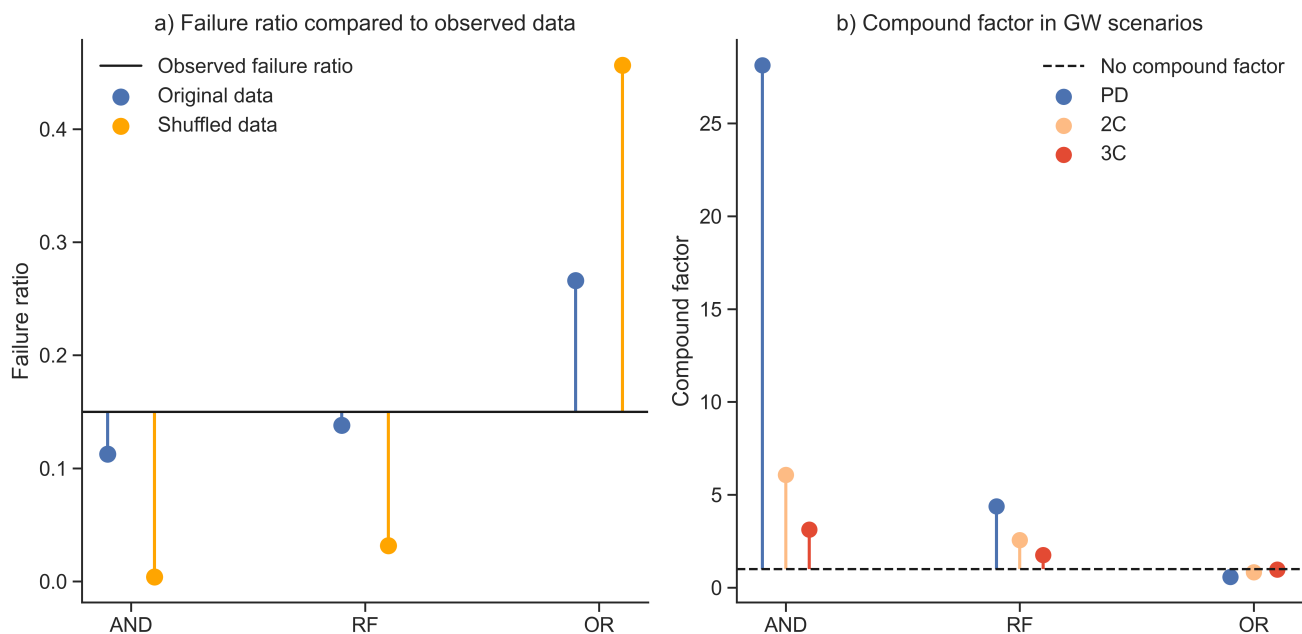 a) Failure ratio compared to observed data
Observed failure ratio
Original data
Shuffled data
Failure ratio
0.4
0.3
0.2
0.1
0.0
AND
RF
OR
b) Compound factor in GW scenarios
No compound factor
PD
2C
3C
Compound factor
25
20
15
10
5
0
AND
RF
OR